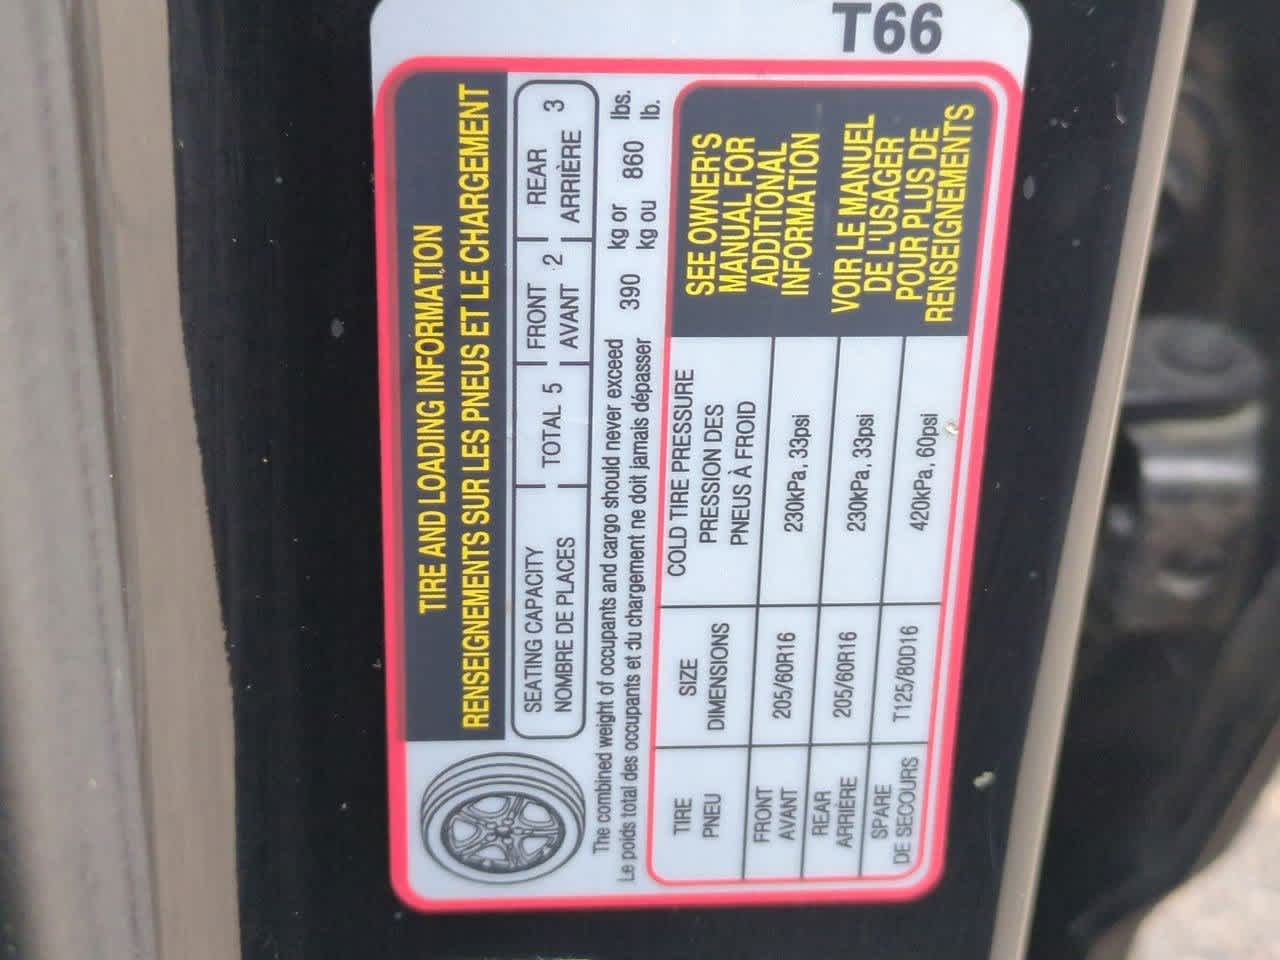 T66
TIRE AND LOADING INFORMATION
RENSEIGNEMENTS SUR LES PNEUS ET LE CHARGEMENT
SEATING CAPACITY
NOMBRE DE PLACES
TOTAL 5
FRONT
AVANT 2
REAR
ARRIÈRE 3
The combined weight of occupants and cargo should never exceed 390 kg or 860 lbs.
Le poids total des occupants et du chargement ne doit jamais dépasser kg ou lb.
TIRE
PNEU
SIZE
DIMENSIONS
COLD TIRE PRESSURE
PRESSION DES
PNEUS À FROID
FRONT
AVANT
205/60R16
230kPa, 33psi
REAR
ARRIÈRE
205/60R16
230kPa, 33psi
SPARE
DE SECOURS
T125/80D16
420kPa, 60psi
SEE OWNER'S
MANUAL FOR
ADDITIONAL
INFORMATION
VOIR LE MANUEL
DE L'USAGER
POUR PLUS DE
RENSEIGNEMENTS